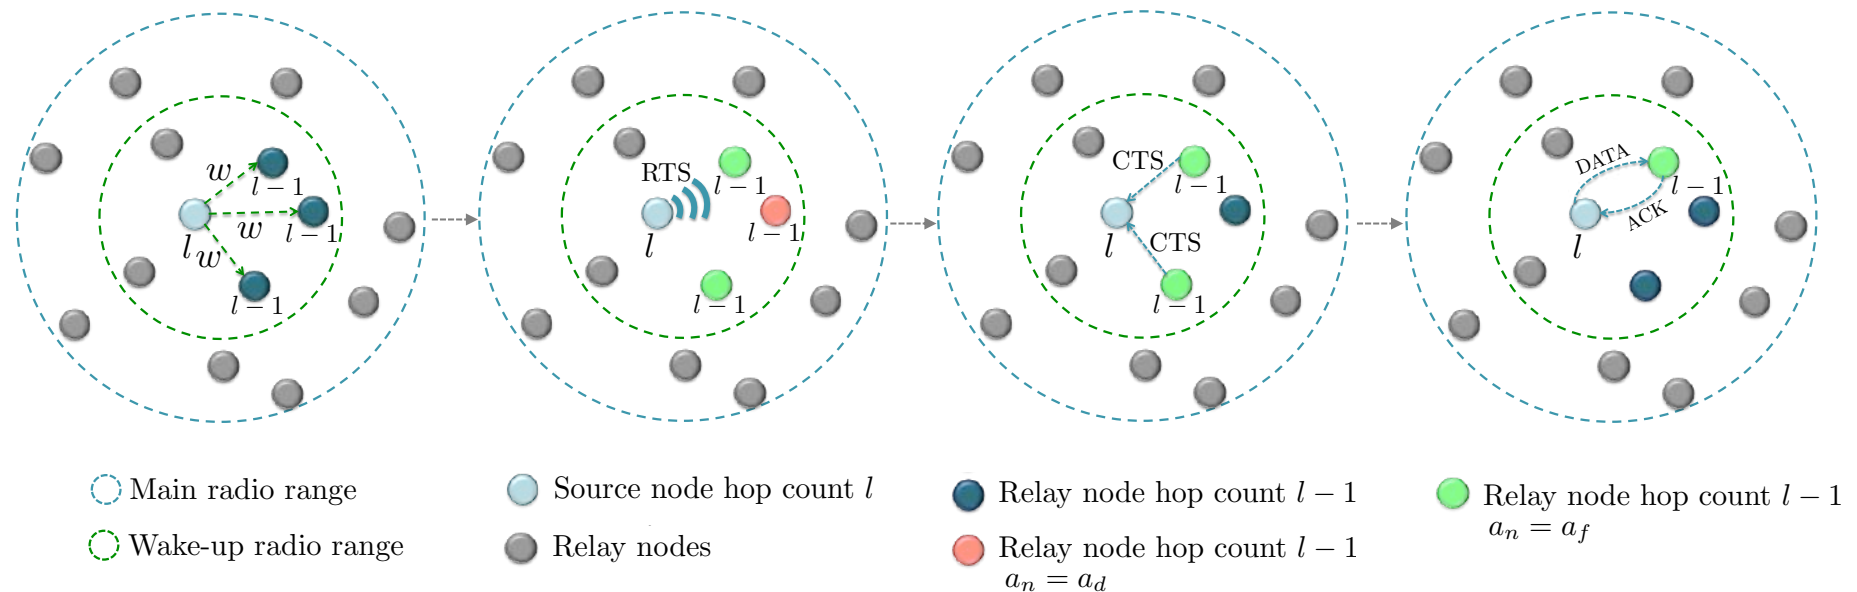 w
l − 1
w
l − 1
l
w
l − 1
RTS
l − 1
l − 1
l
l − 1
CTS
l − 1
l
CTS
l − 1
DATA
l − 1
ACK
l
Main radio range
Wake-up radio range
Source node hop count l
Relay nodes
Relay node hop count l − 1
Relay node hop count l − 1
aₙ = a_d
Relay node hop count l − 1
aₙ = a_f